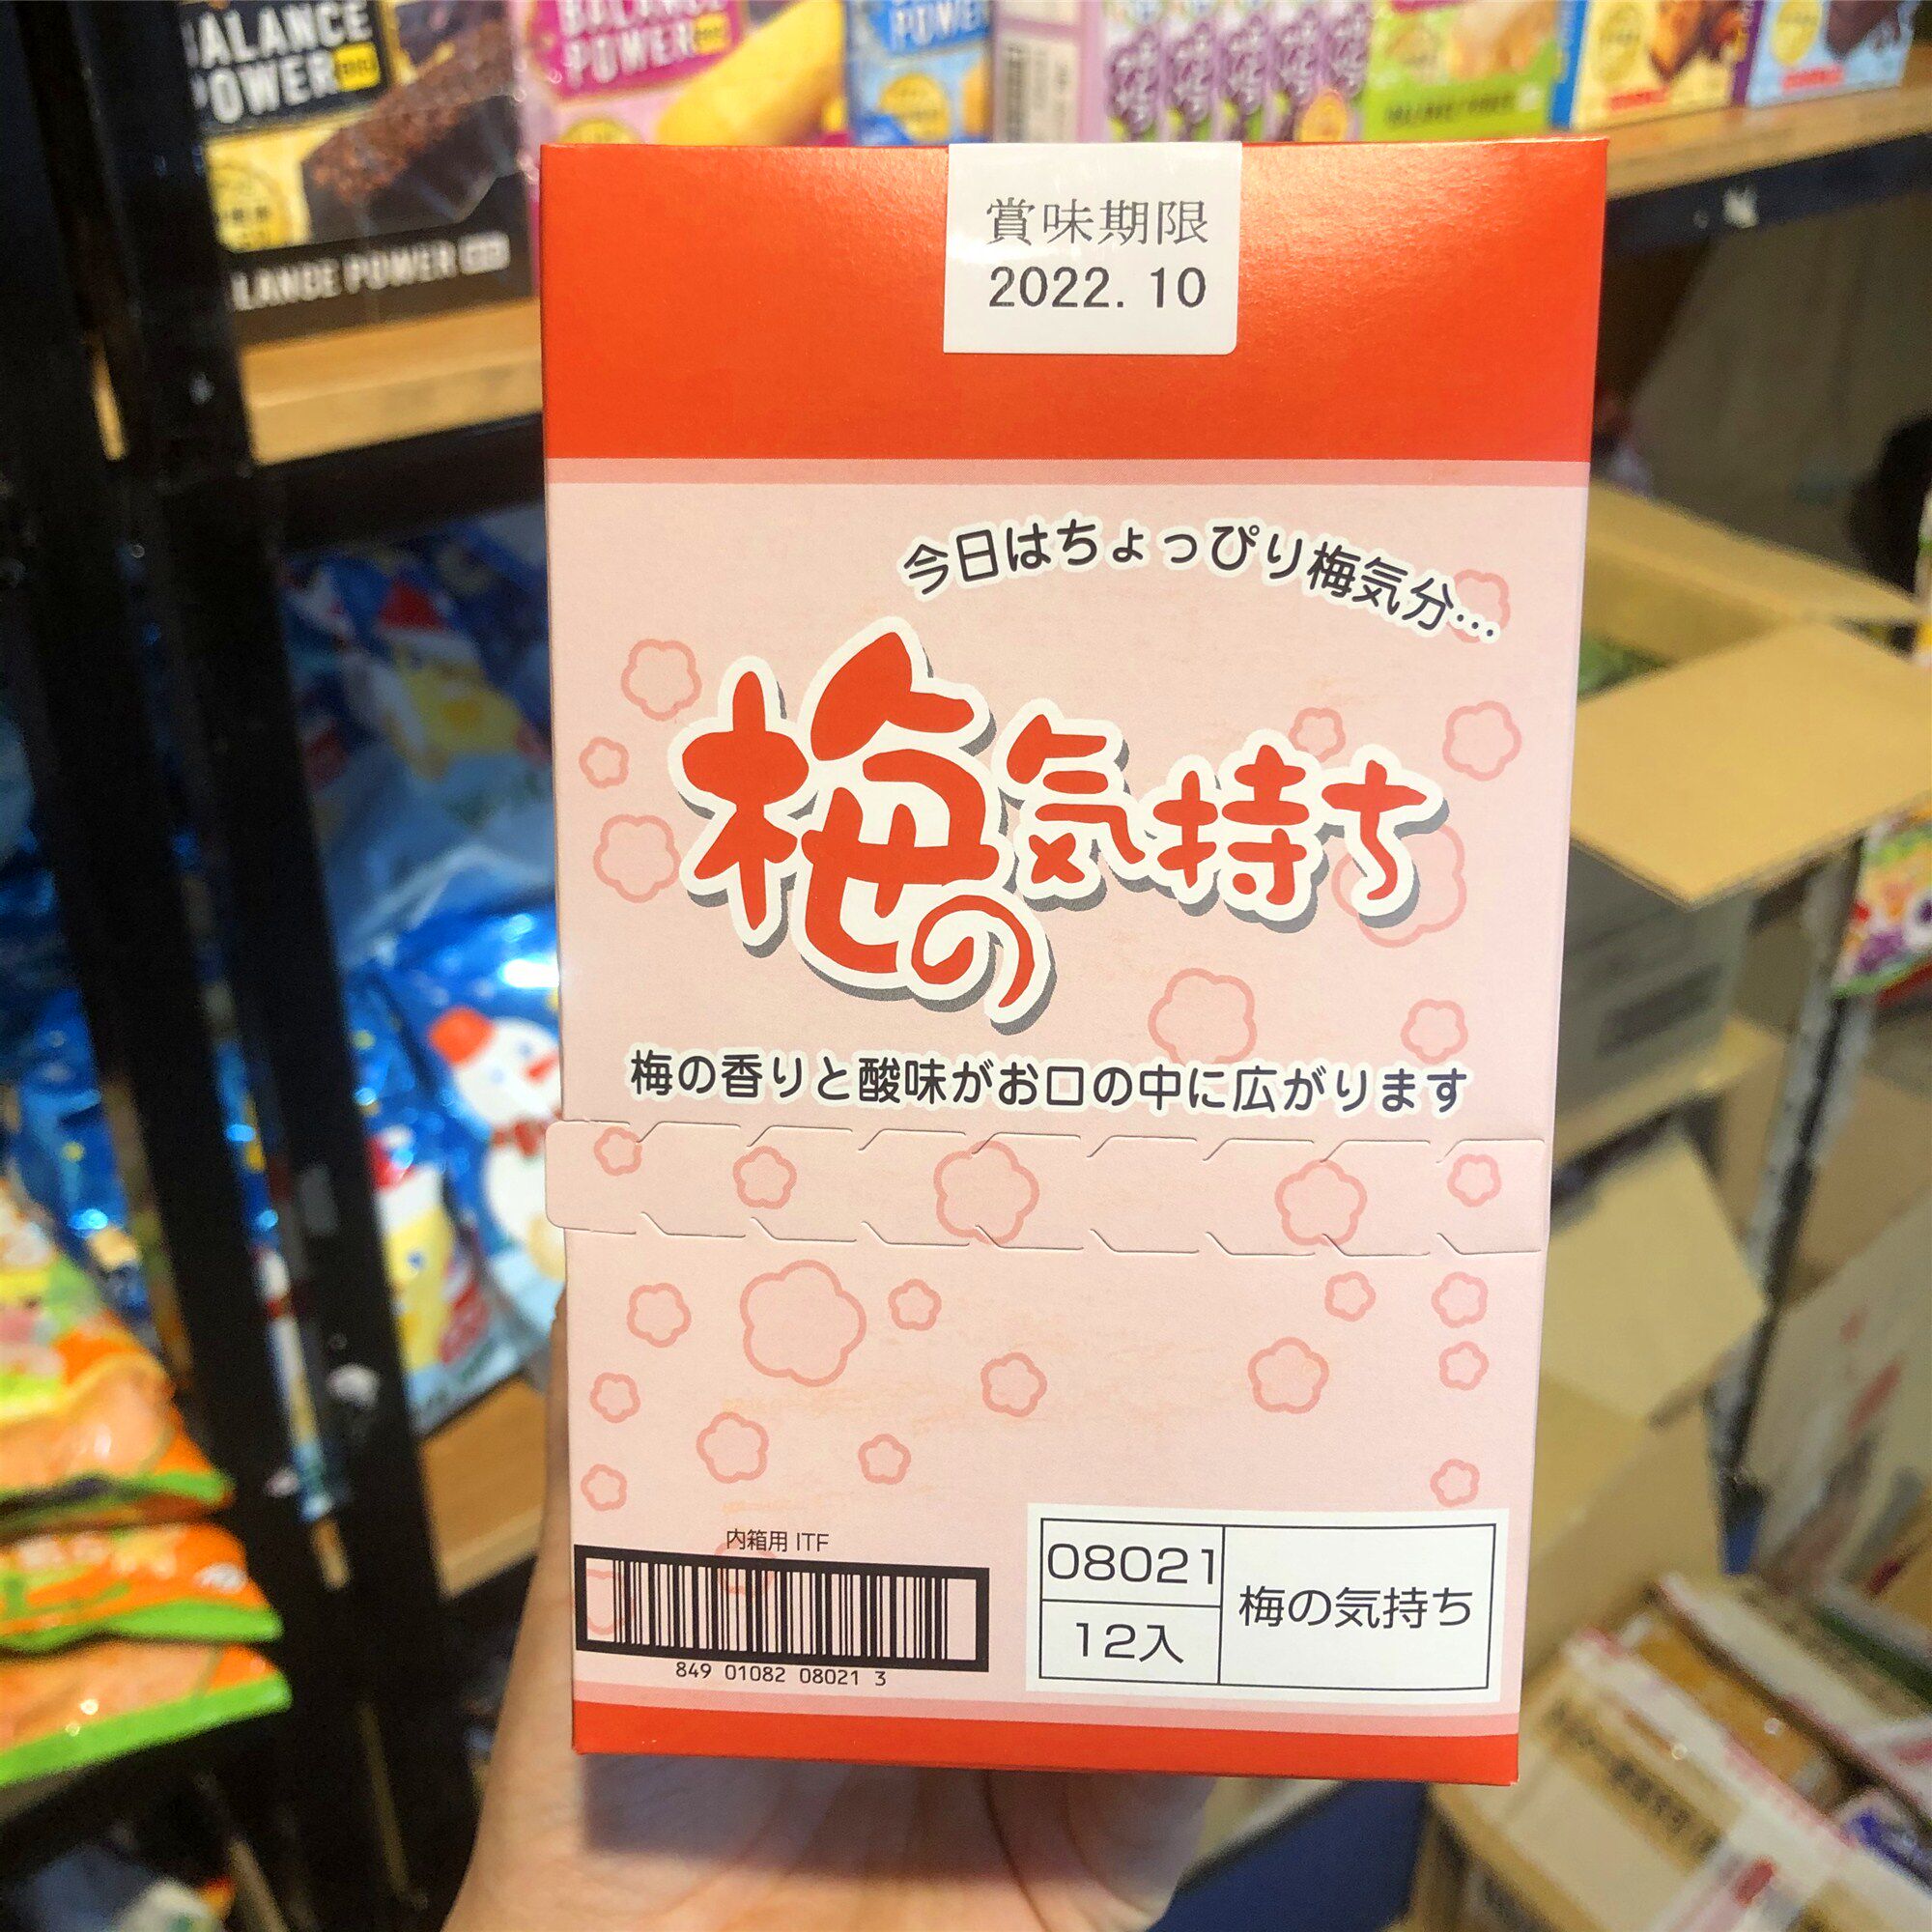 BALANCE
POWER
BALANCE
POWER
POWER
LANCE POWER
賞味期限
2022.10
今日はちょっぴり梅気分…
梅の気持ち
梅の香りと酸味がお口の中に広がります
内箱用 ITF
849 01082 08021 3
08021
12入
梅の気持ち